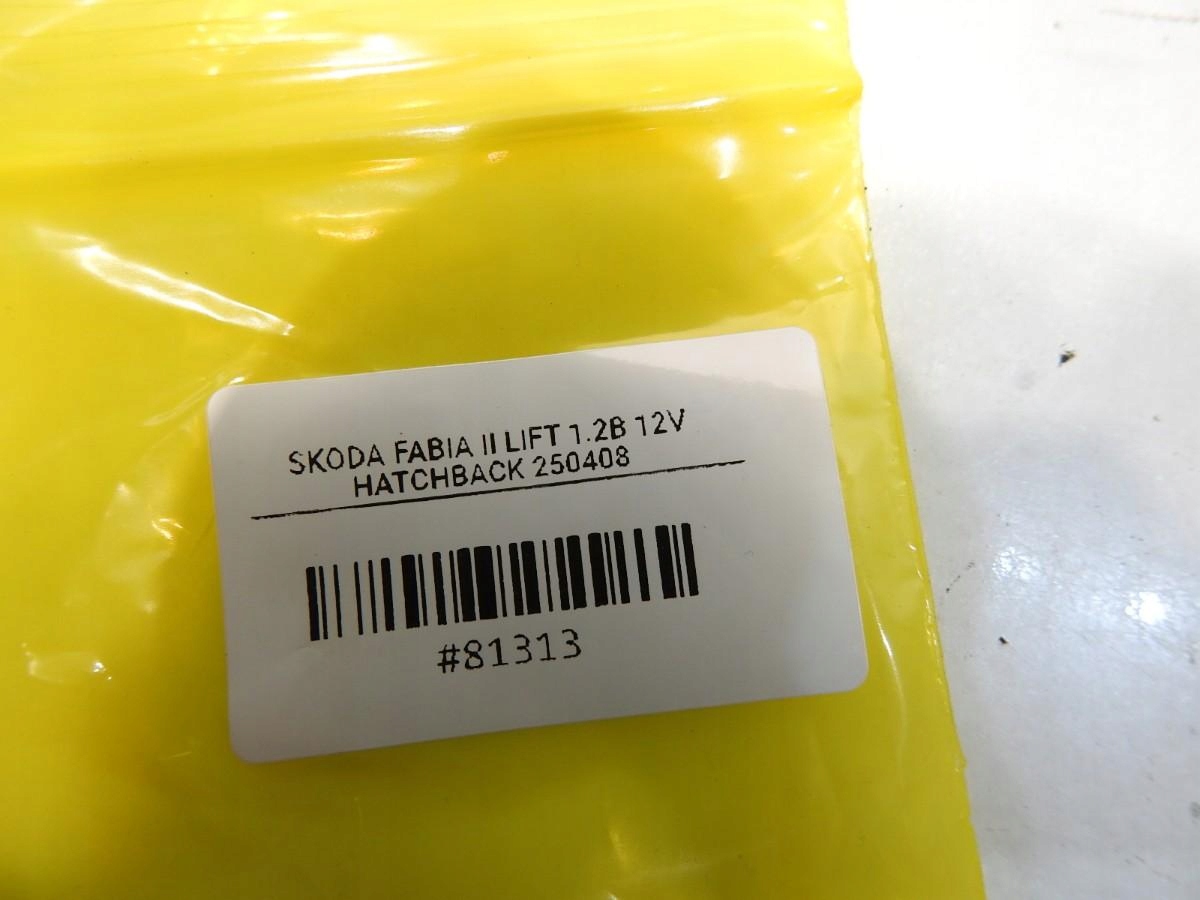 SKODA FABIA II LIFT 1.2B 12V
HATCHBACK 250408
#81313